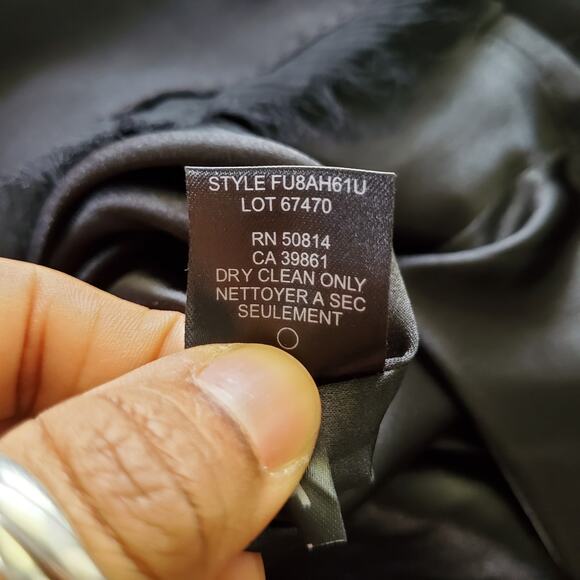 STYLE FU8AH61U
LOT 67470
RN 50814
CA 39861
DRY CLEAN ONLY
NETTOYER A SEC
SEULEMENT